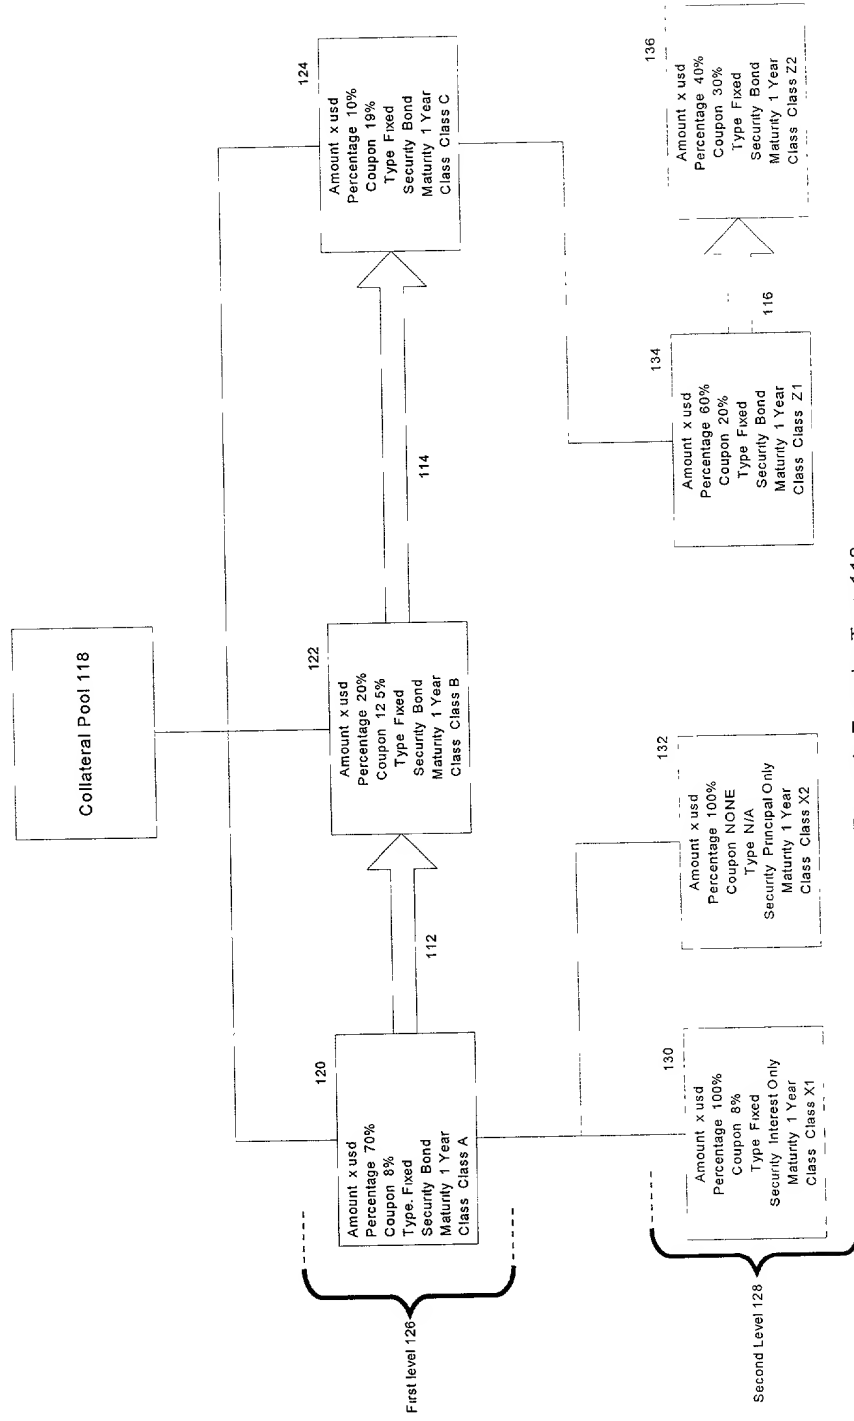 Collateral Pool 118
120
Amount x usd
Percentage 70%
Coupon 8%
Type. Fixed
Security Bond
Maturity 1 Year
Class Class A
112
122
Amount x usd
Percentage 20%
Coupon 12 5%
Type Fixed
Security Bond
Maturity 1 Year
Class Class B
114
124
Amount x usd
Percentage 10%
Coupon 19%
Type Fixed
Security Bond
Maturity 1 Year
Class Class C
First level 126
130
Amount x usd
Percentage 100%
Coupon 8%
Type Fixed
Security Interest Only
Maturity 1 Year
Class Class X1
132
Amount x usd
Percentage 100%
Coupon NONE
Type N/A
Security Principal Only
Maturity 1 Year
Class Class X2
134
Amount x usd
Percentage 60%
Coupon 20%
Type Fixed
Security Bond
Maturity 1 Year
Class Class Z1
116
136
Amount x usd
Percentage 40%
Coupon 30%
Type Fixed
Security Bond
Maturity 1 Year
Class Class Z2
Second Level 128